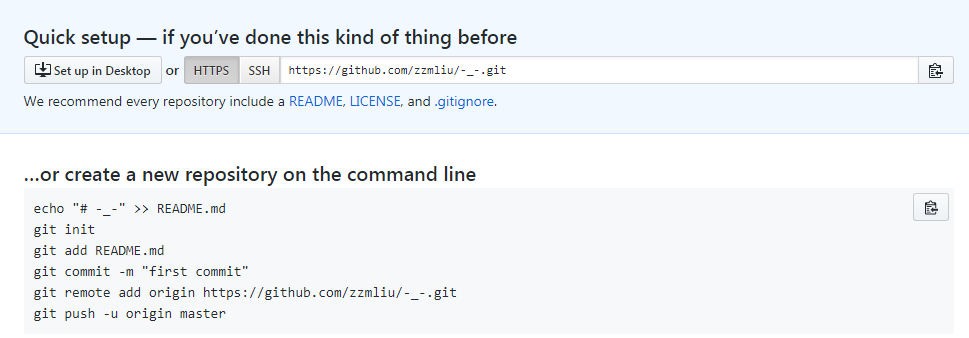 Quick setup — if you’ve done this kind of thing before
Set up in Desktop or HTTPS SSH https://github.com/zzmliu/-_-.git
We recommend every repository include a README, LICENSE, and .gitignore.
…or create a new repository on the command line
echo "# -_-" >> README.md
git init
git add README.md
git commit -m "first commit"
git remote add origin https://github.com/zzmliu/-_-.git
git push -u origin master